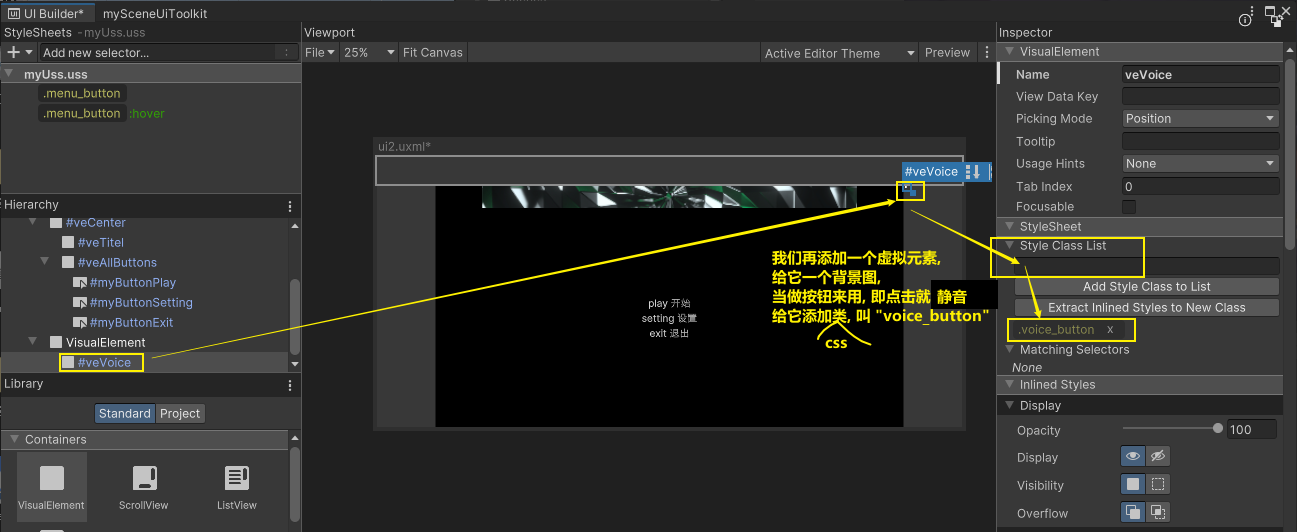 UI Builder*
mySceneUiToolkit
StyleSheets - myUss.uss
Add new selector...
myUss.uss
.menu_button
.menu_button :hover
Hierarchy
#veCenter
#veTitel
#veAllButtons
#myButtonPlay
#myButtonSetting
#myButtonExit
VisualElement
#veVoice
Library
Standard Project
Containers
VisualElement ScrollView ListView
Viewport
File 25% Fit Canvas Active Editor Theme Preview
ui2.uxml*
#veVoice
我们再添加一个虚拟元素,
给它一个背景图,
当做按钮来用, 即点击就 静音
给它添加类, 叫 "voice_button"
css
play 开始
setting 设置
exit 退出
Inspector
VisualElement
Name veVoice
View Data Key
Picking Mode Position
Tooltip
Usage Hints None
Tab Index 0
Focusable
StyleSheet
Style Class List
Add Style Class to List
Extract Inlined Styles to New Class
.voice_button x
Matching Selectors
None
Inlined Styles
Display
Opacity 100
Display
Visibility
Overflow